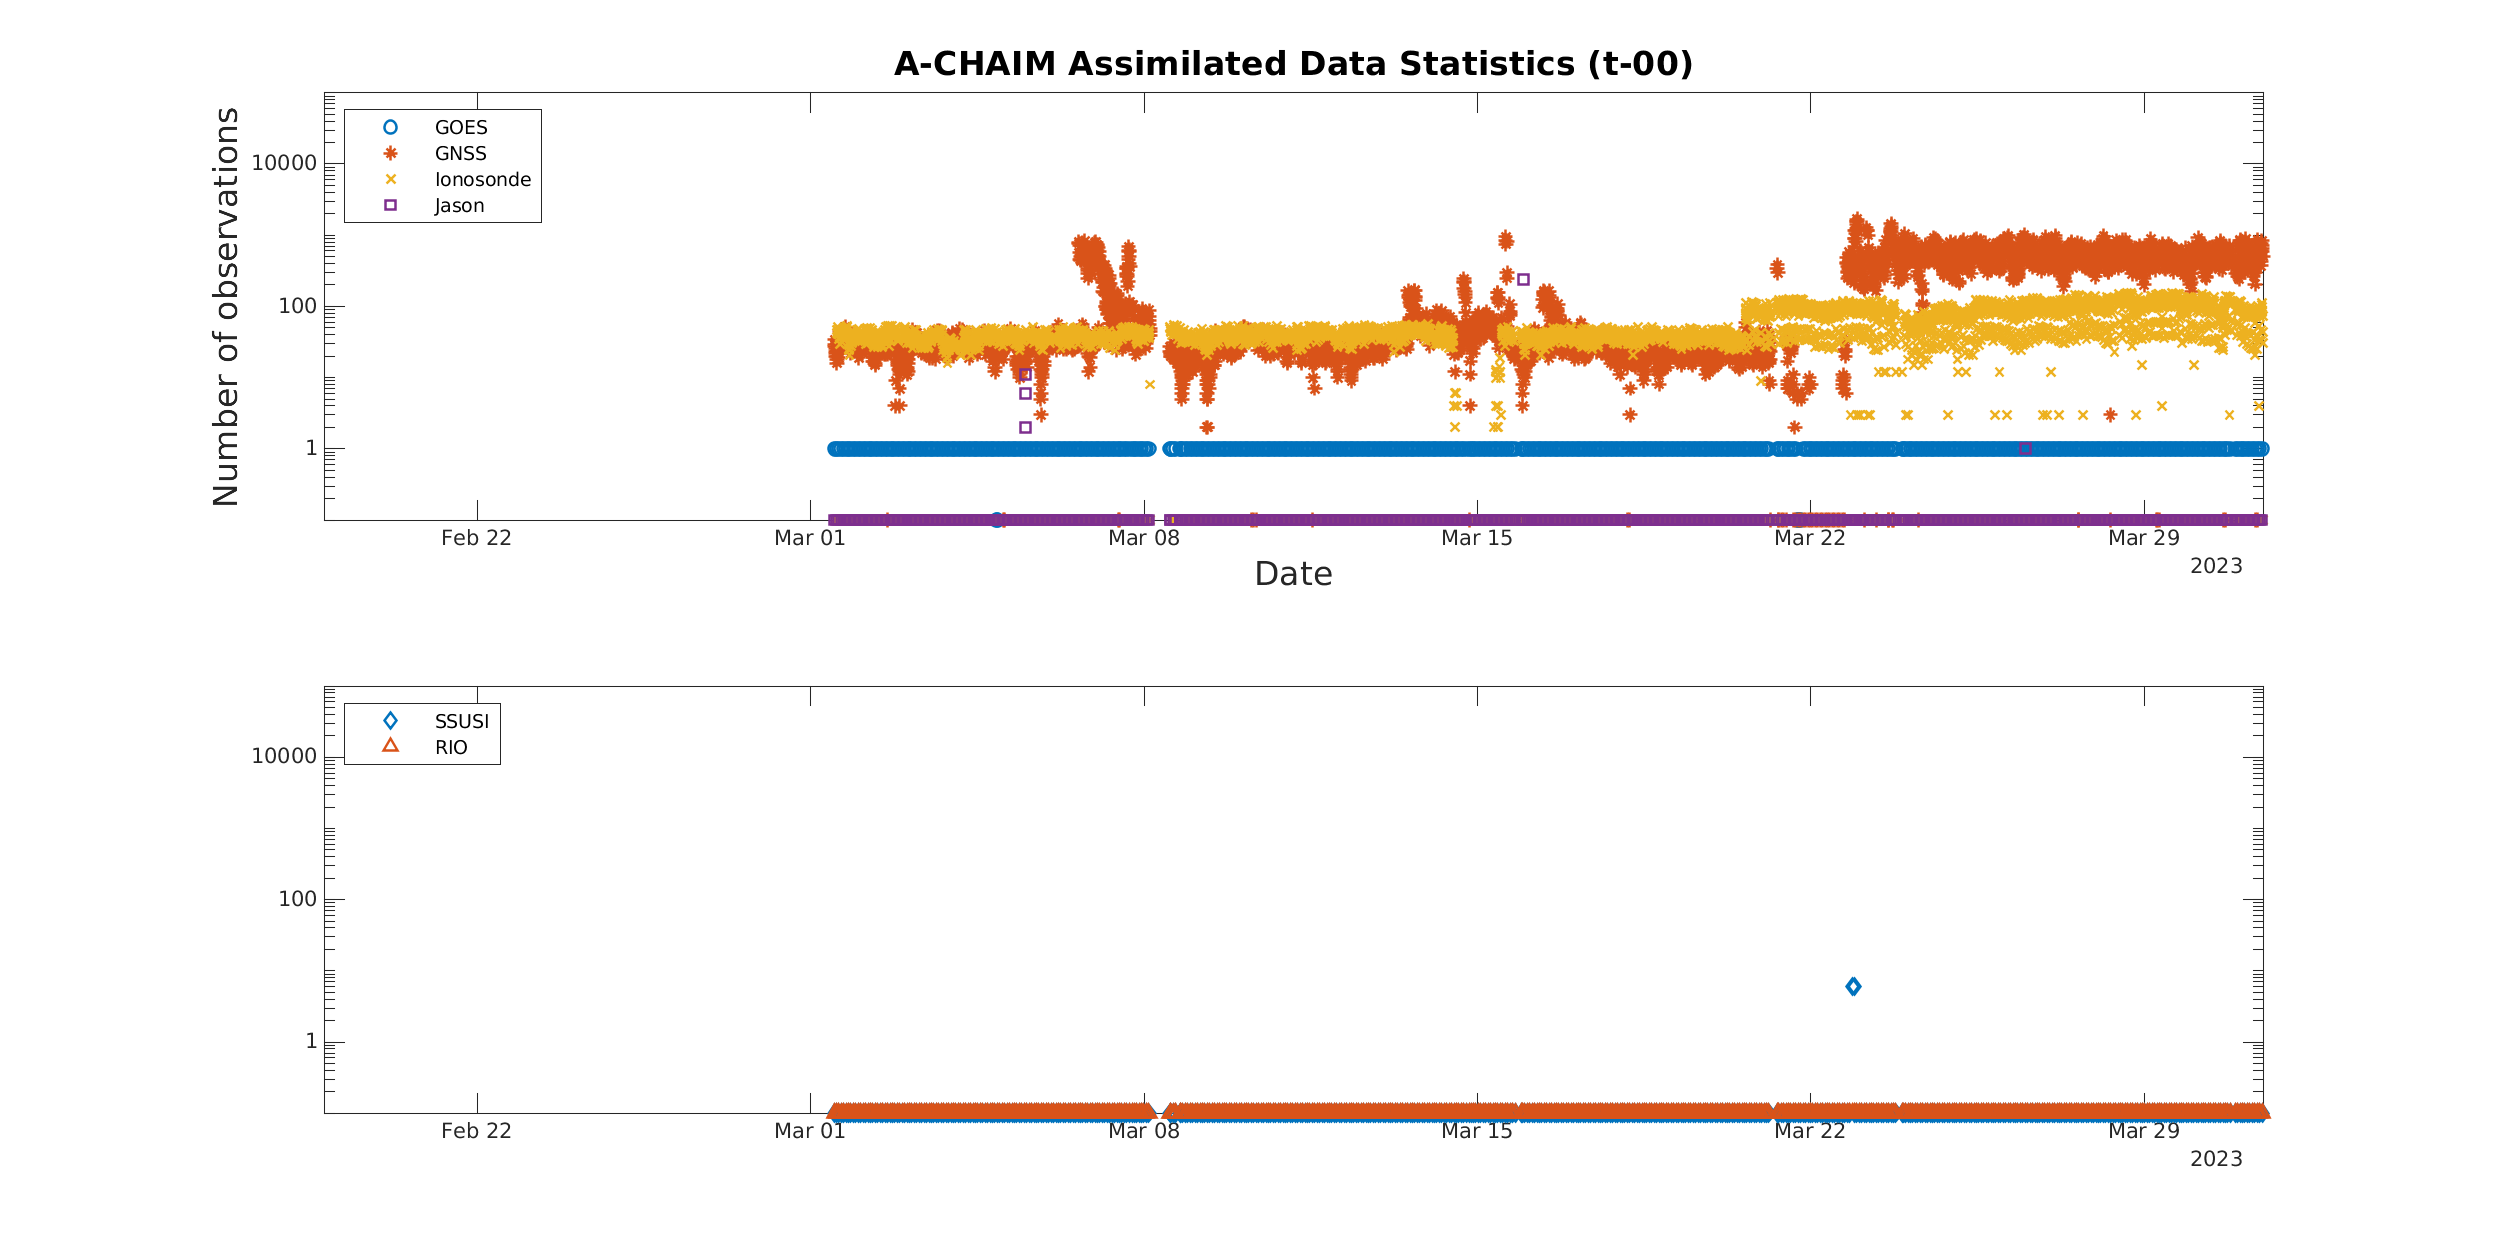 A-CHAIM Assimilated Data Statistics (t-00)
Number of observations
GOES
GNSS
Ionosonde
Jason
10000
100
1
Feb 22 Mar 01 Mar 08 Mar 15 Mar 22 Mar 29
2023
Date
SSUSI
RIO
10000
100
1
Feb 22 Mar 01 Mar 08 Mar 15 Mar 22 Mar 29
2023